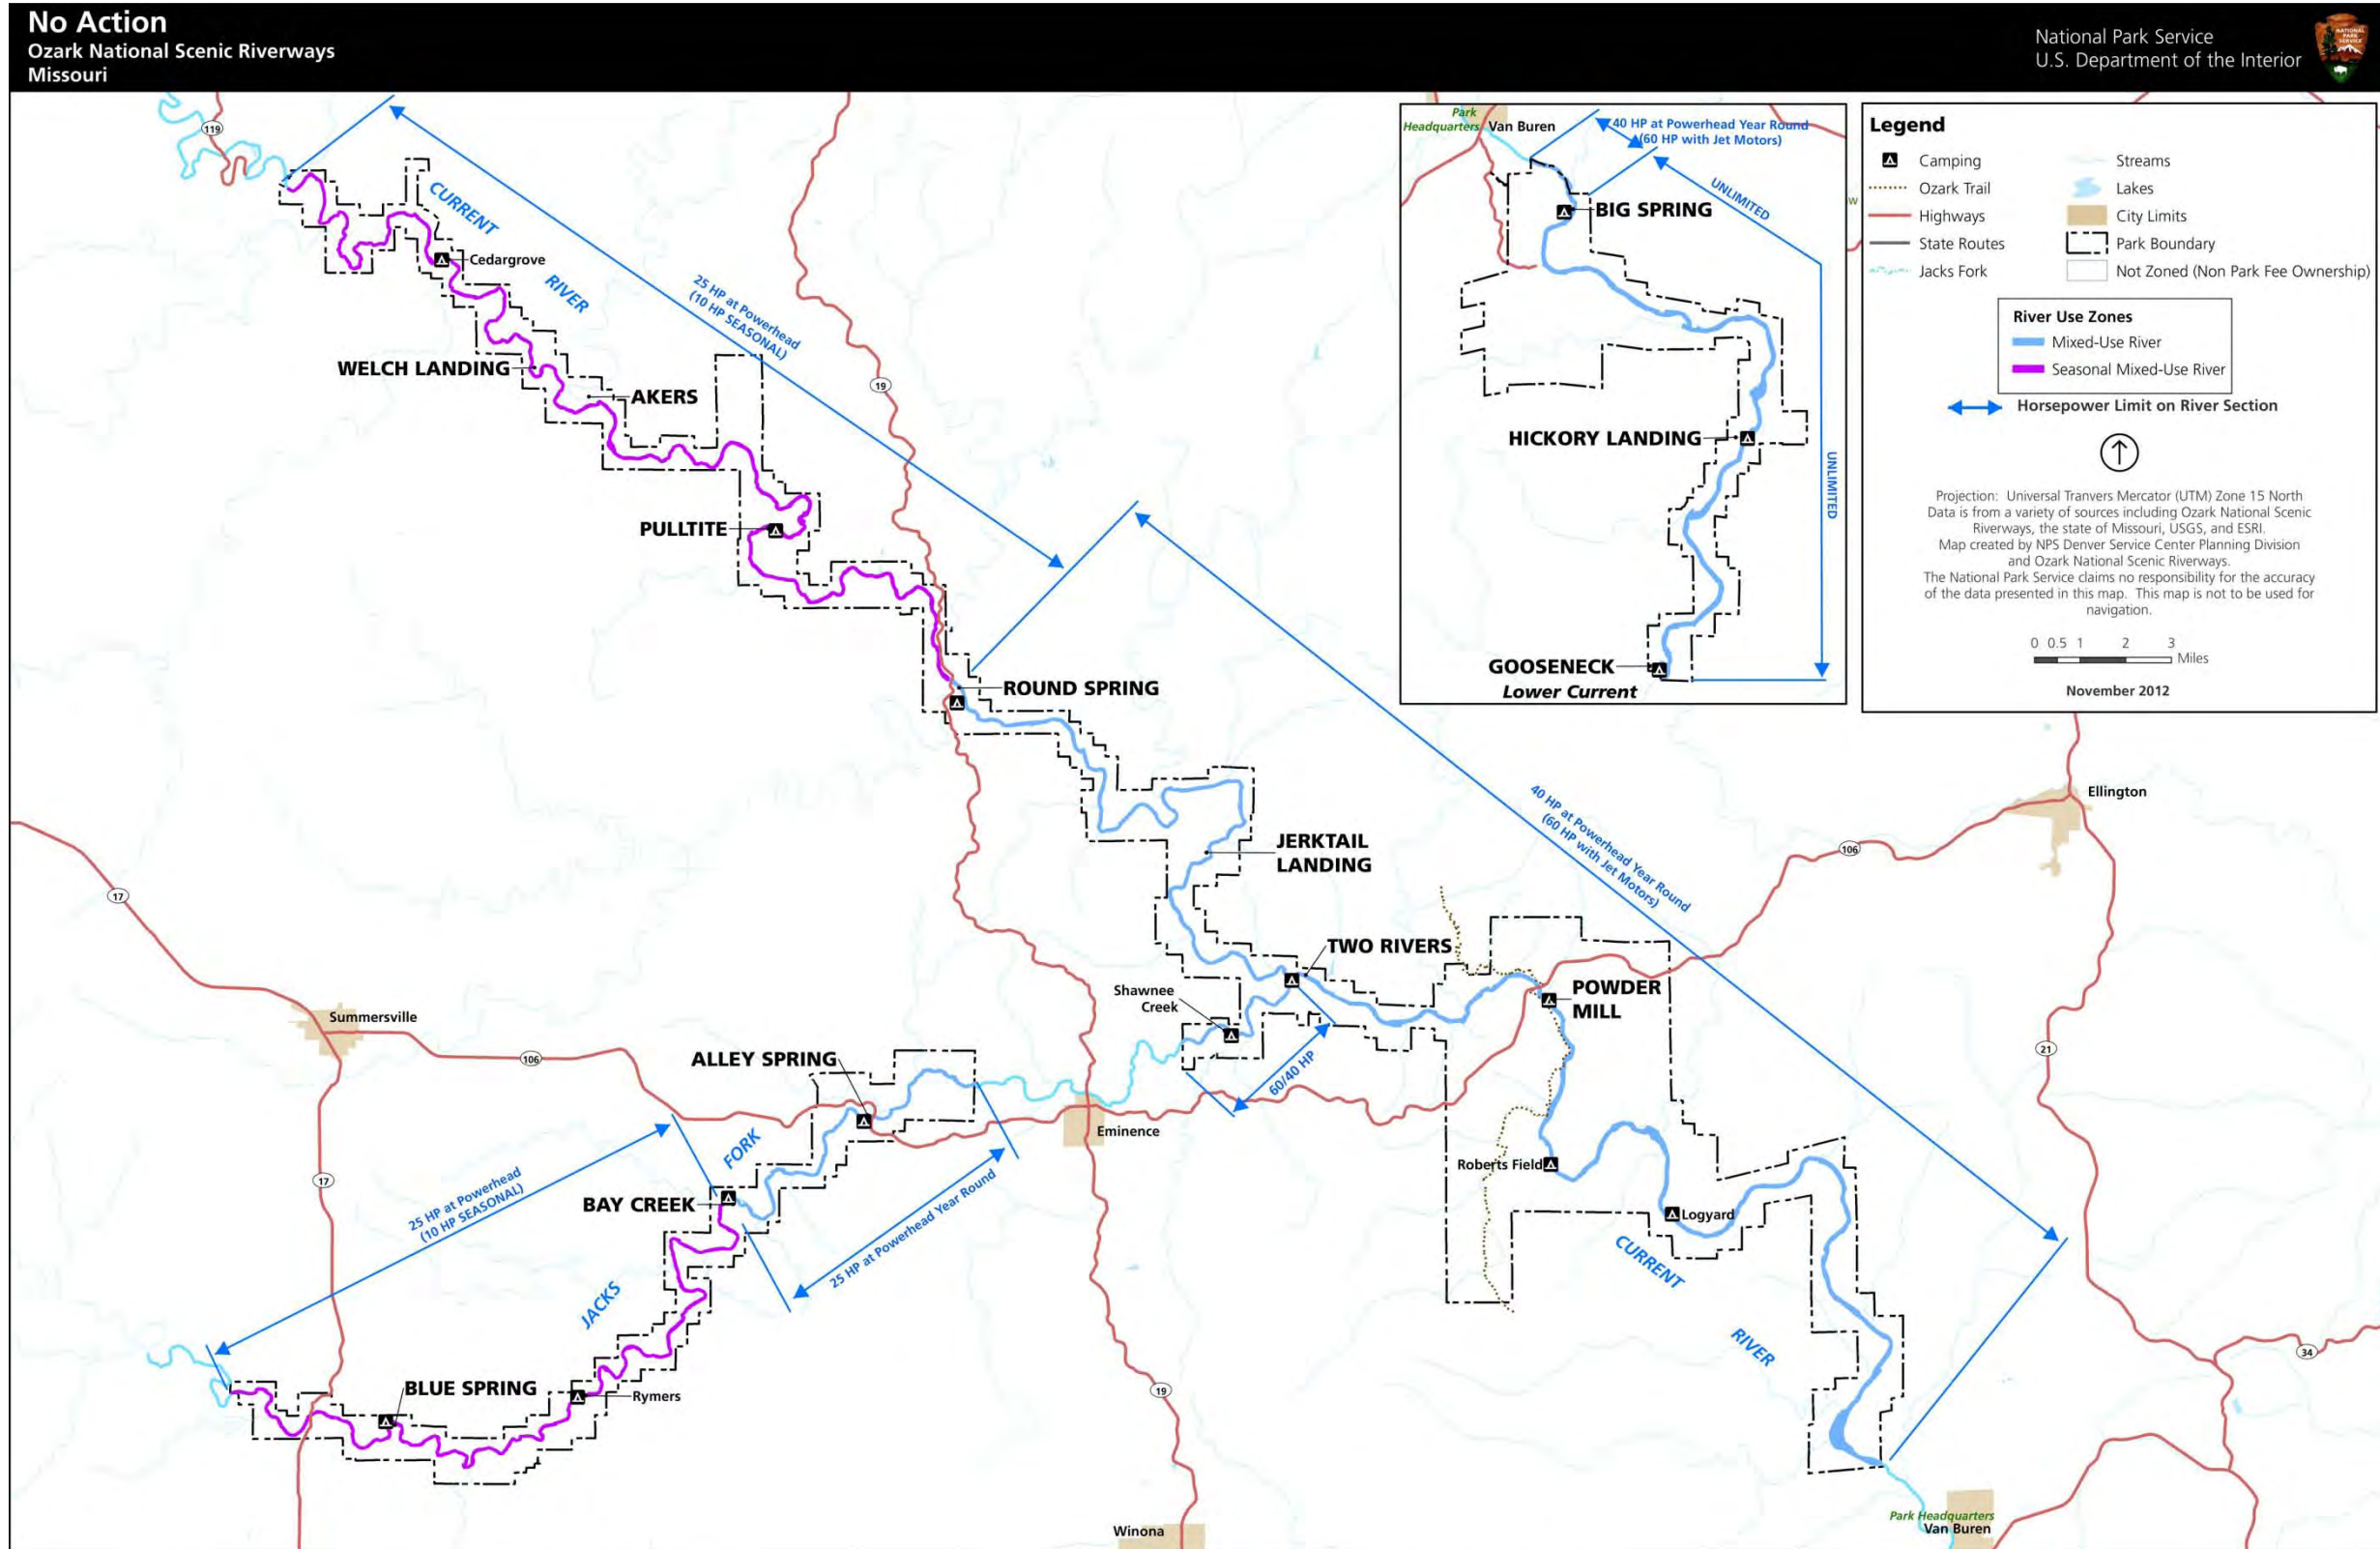 No Action
Ozark National Scenic Riverways
Missouri
National Park Service
U.S. Department of the Interior
NATIONAL
PARK
SERVICE
119
CURRENT
RIVER
Cedargrove
25 HP at Powerhead
(10 HP SEASONAL)
WELCH LANDING
AKERS
19
PULLTITE
ROUND SPRING
JERKTAIL
LANDING
40 HP at Powerhead Year Round
(60 HP with Jet Motors)
TWO RIVERS
Shawnee
Creek
60/40 HP
POWDER
MILL
106
Ellington
21
17
Summersville
106
ALLEY SPRING
Eminence
25 HP at Powerhead
(10 HP SEASONAL)
17
FORK
BAY CREEK
25 HP at Powerhead Year Round
JACKS
BLUE SPRING
Rymers
Roberts Field
Logyard
CURRENT
RIVER
34
19
Winona
Park Headquarters
Van Buren
Park
Headquarters
Van Buren
40 HP at Powerhead Year Round
(60 HP with Jet Motors)
BIG SPRING
UNLIMITED
HICKORY LANDING
UNLIMITED
GOOSENECK
Lower Current
W
Legend
Camping
Ozark Trail
Highways
State Routes
Jacks Fork
Streams
Lakes
City Limits
Park Boundary
Not Zoned (Non Park Fee Ownership)
River Use Zones
Mixed-Use River
Seasonal Mixed-Use River
Horsepower Limit on River Section
Projection: Universal Tranvers Mercator (UTM) Zone 15 North
Data is from a variety of sources including Ozark National Scenic
Riverways, the state of Missouri, USGS, and ESRI.
Map created by NPS Denver Service Center Planning Division
and Ozark National Scenic Riverways.
The National Park Service claims no responsibility for the accuracy
of the data presented in this map. This map is not to be used for
navigation.
0 0.5 1 2 3
Miles
November 2012